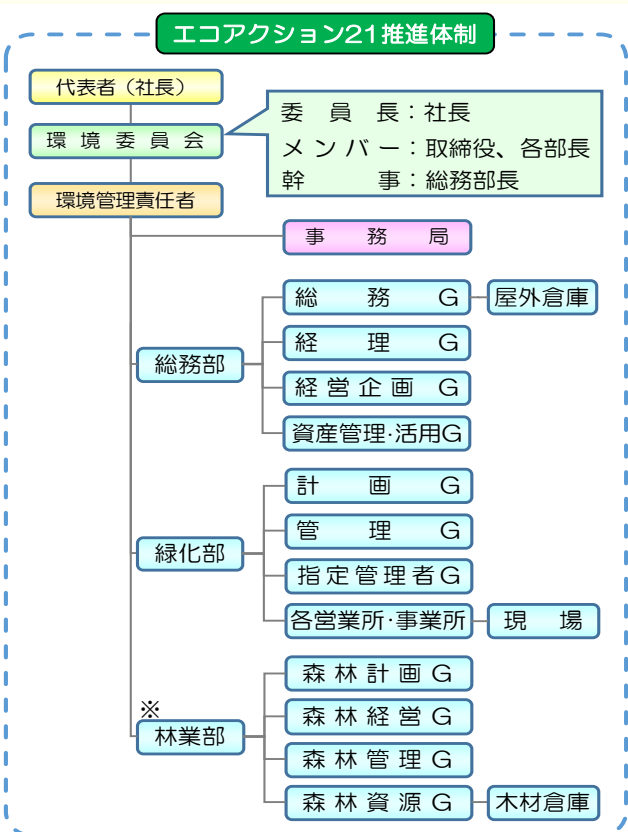 エコアクション21推進体制
代表者（社長）
環境委員会
委員長：社長
メンバー：取締役、各部長
幹事：総務部長
環境管理責任者
事務局
総務部
総務G
屋外倉庫
経理G
経営企画G
資産管理･活用G
緑化部
計画G
管理G
指定管理者G
各営業所･事業所
現場
※
林業部
森林計画G
森林経営G
森林管理G
森林資源G
木材倉庫